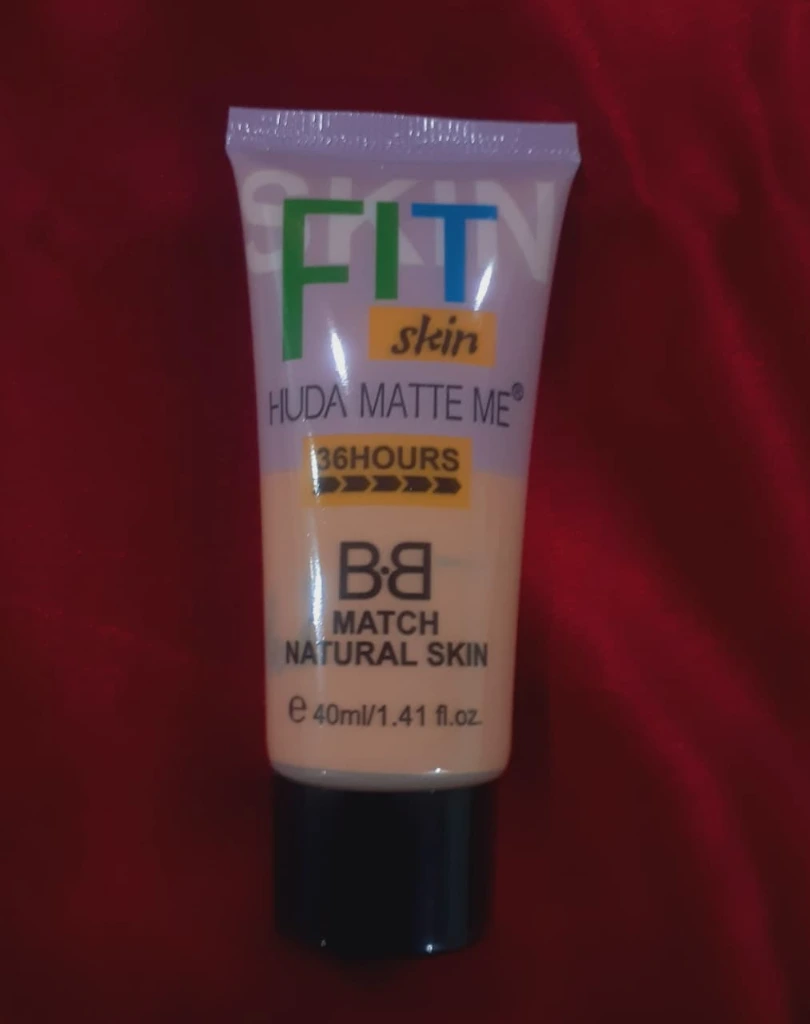 SKIN
FIT
skin
HUDA MATTE ME®
36HOURS
B·B
MATCH
NATURAL SKIN
℮ 40ml/1.41 fl.oz.